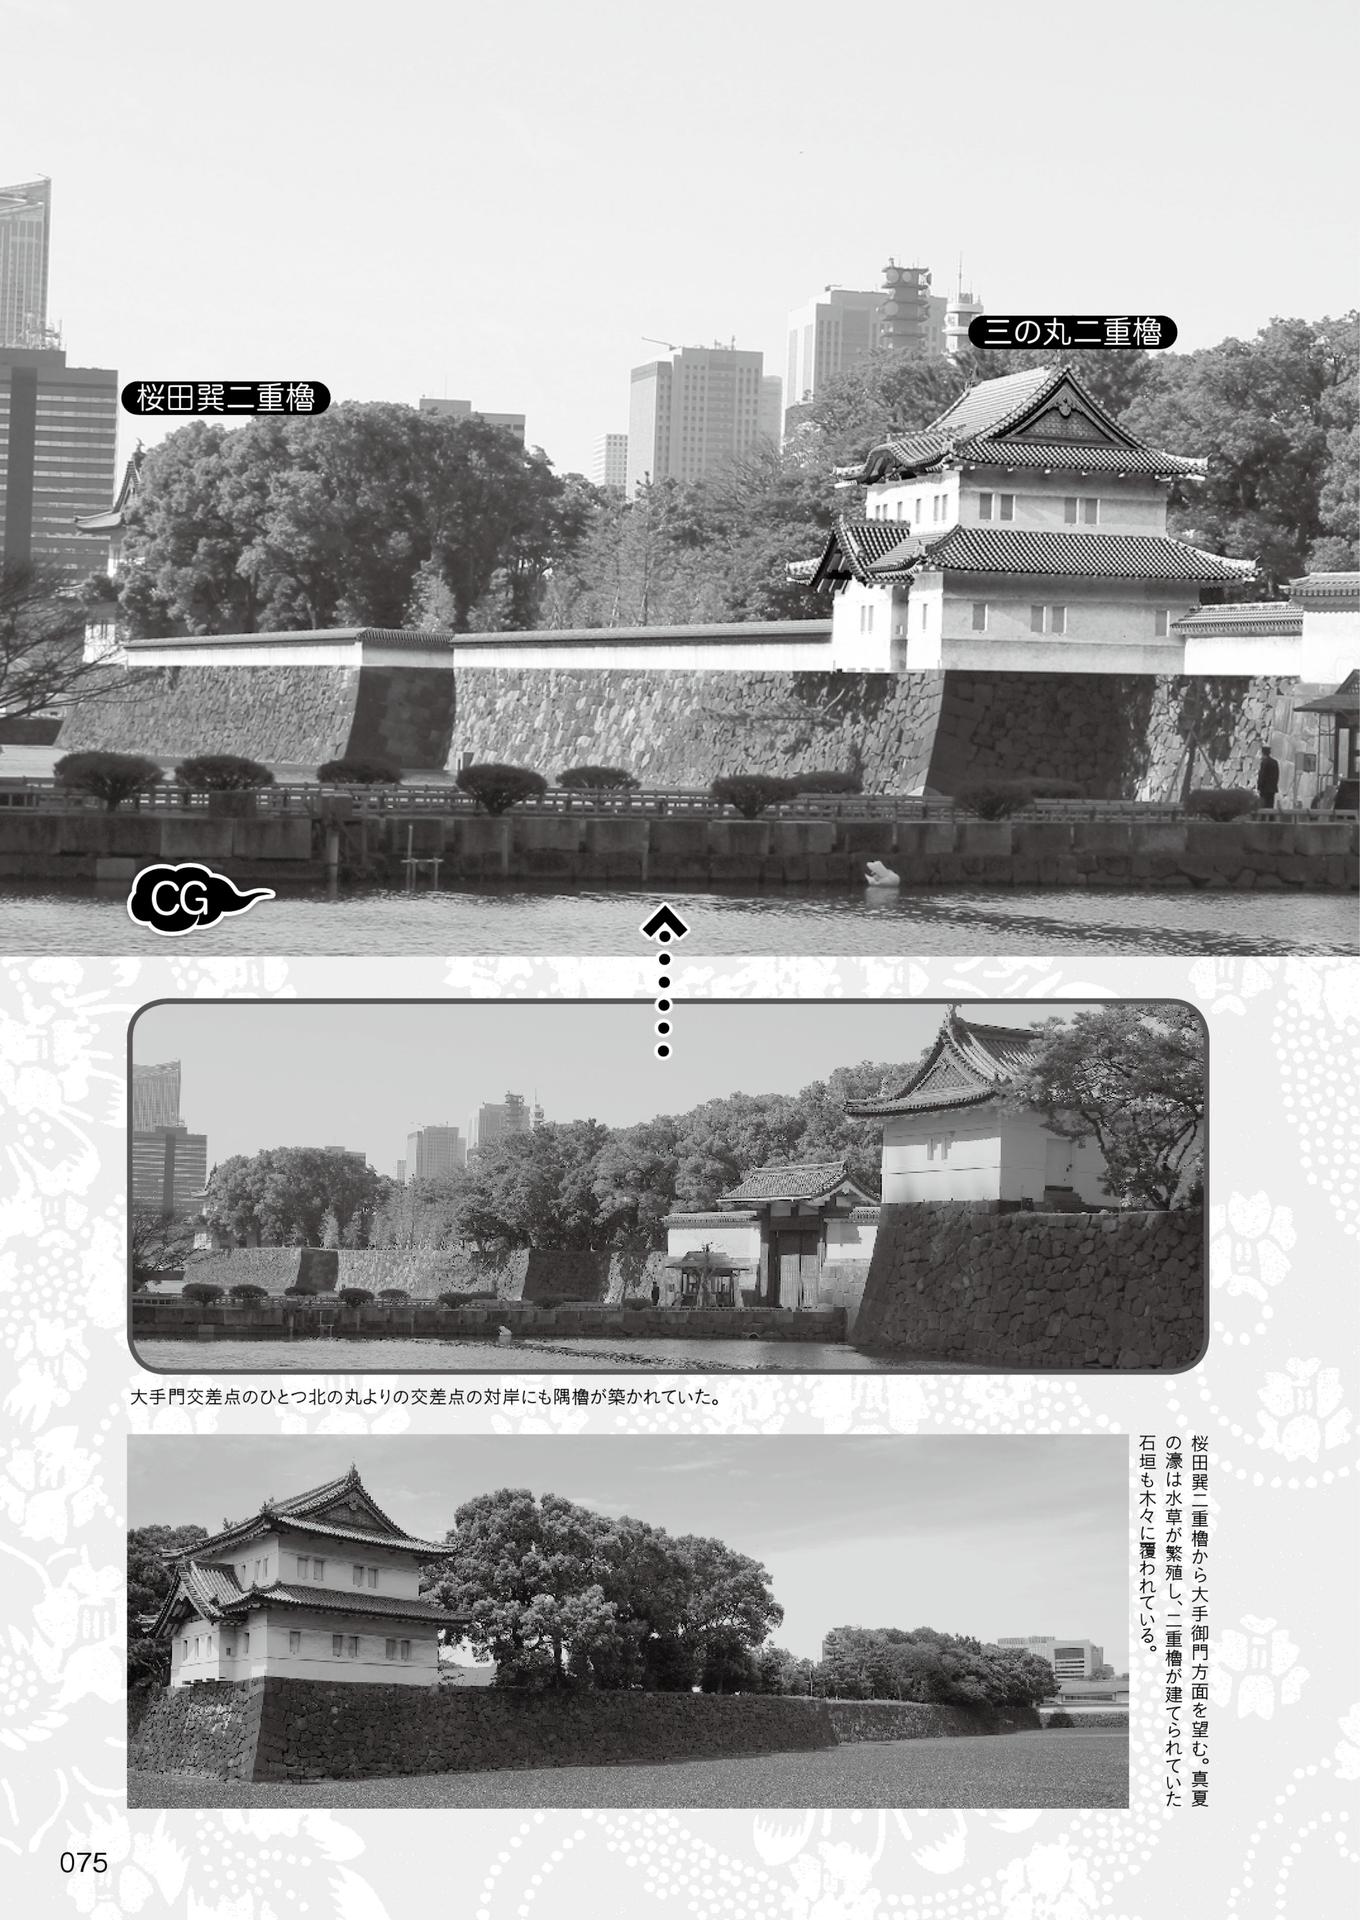 三の丸二重櫓
桜田巽二重櫓
CG
大手門交差点のひとつ北の丸よりの交差点の対岸にも隅櫓が築かれていた。
桜田巽二重櫓から大手御門方面を望む。真夏
の濠は水草が繁殖し、二重櫓が建てられていた
石垣も木々に覆われている。
075